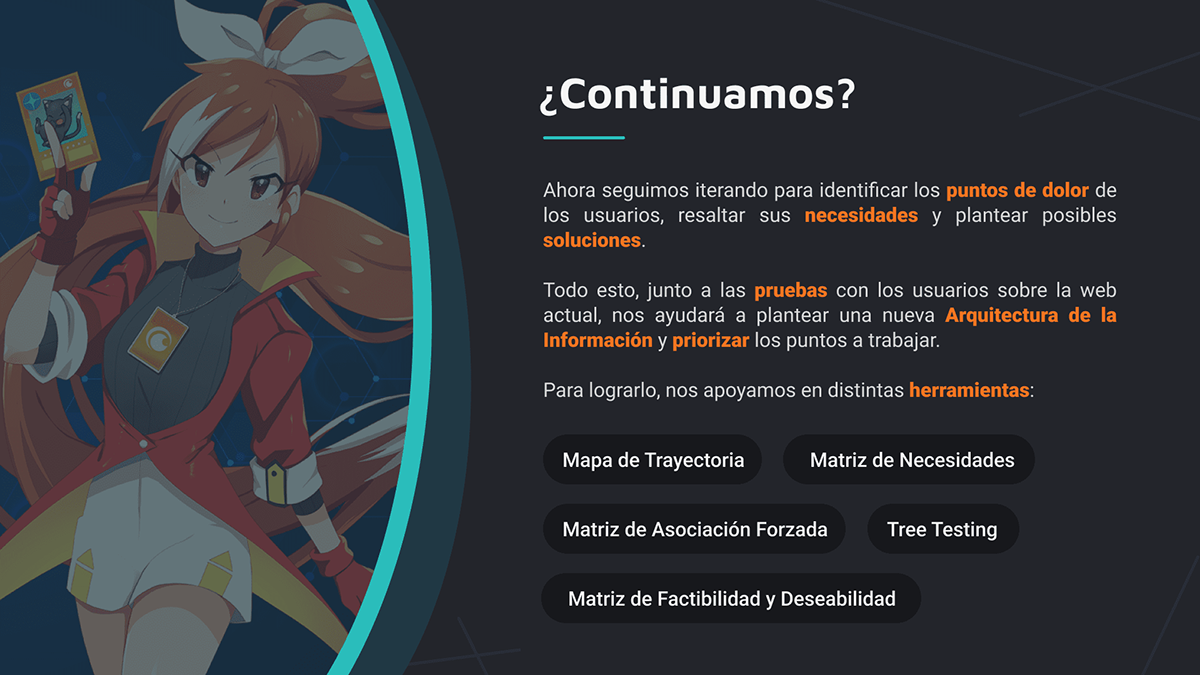 ¿Continuamos?
Ahora seguimos iterando para identificar los puntos de dolor de
los usuarios, resaltar sus necesidades y plantear posibles
soluciones.
Todo esto, junto a las pruebas con los usuarios sobre la web
actual, nos ayudará a plantear una nueva Arquitectura de la
Información y priorizar los puntos a trabajar.
Para lograrlo, nos apoyamos en distintas herramientas:
Mapa de Trayectoria
Matriz de Necesidades
Matriz de Asociación Forzada
Tree Testing
Matriz de Factibilidad y Deseabilidad